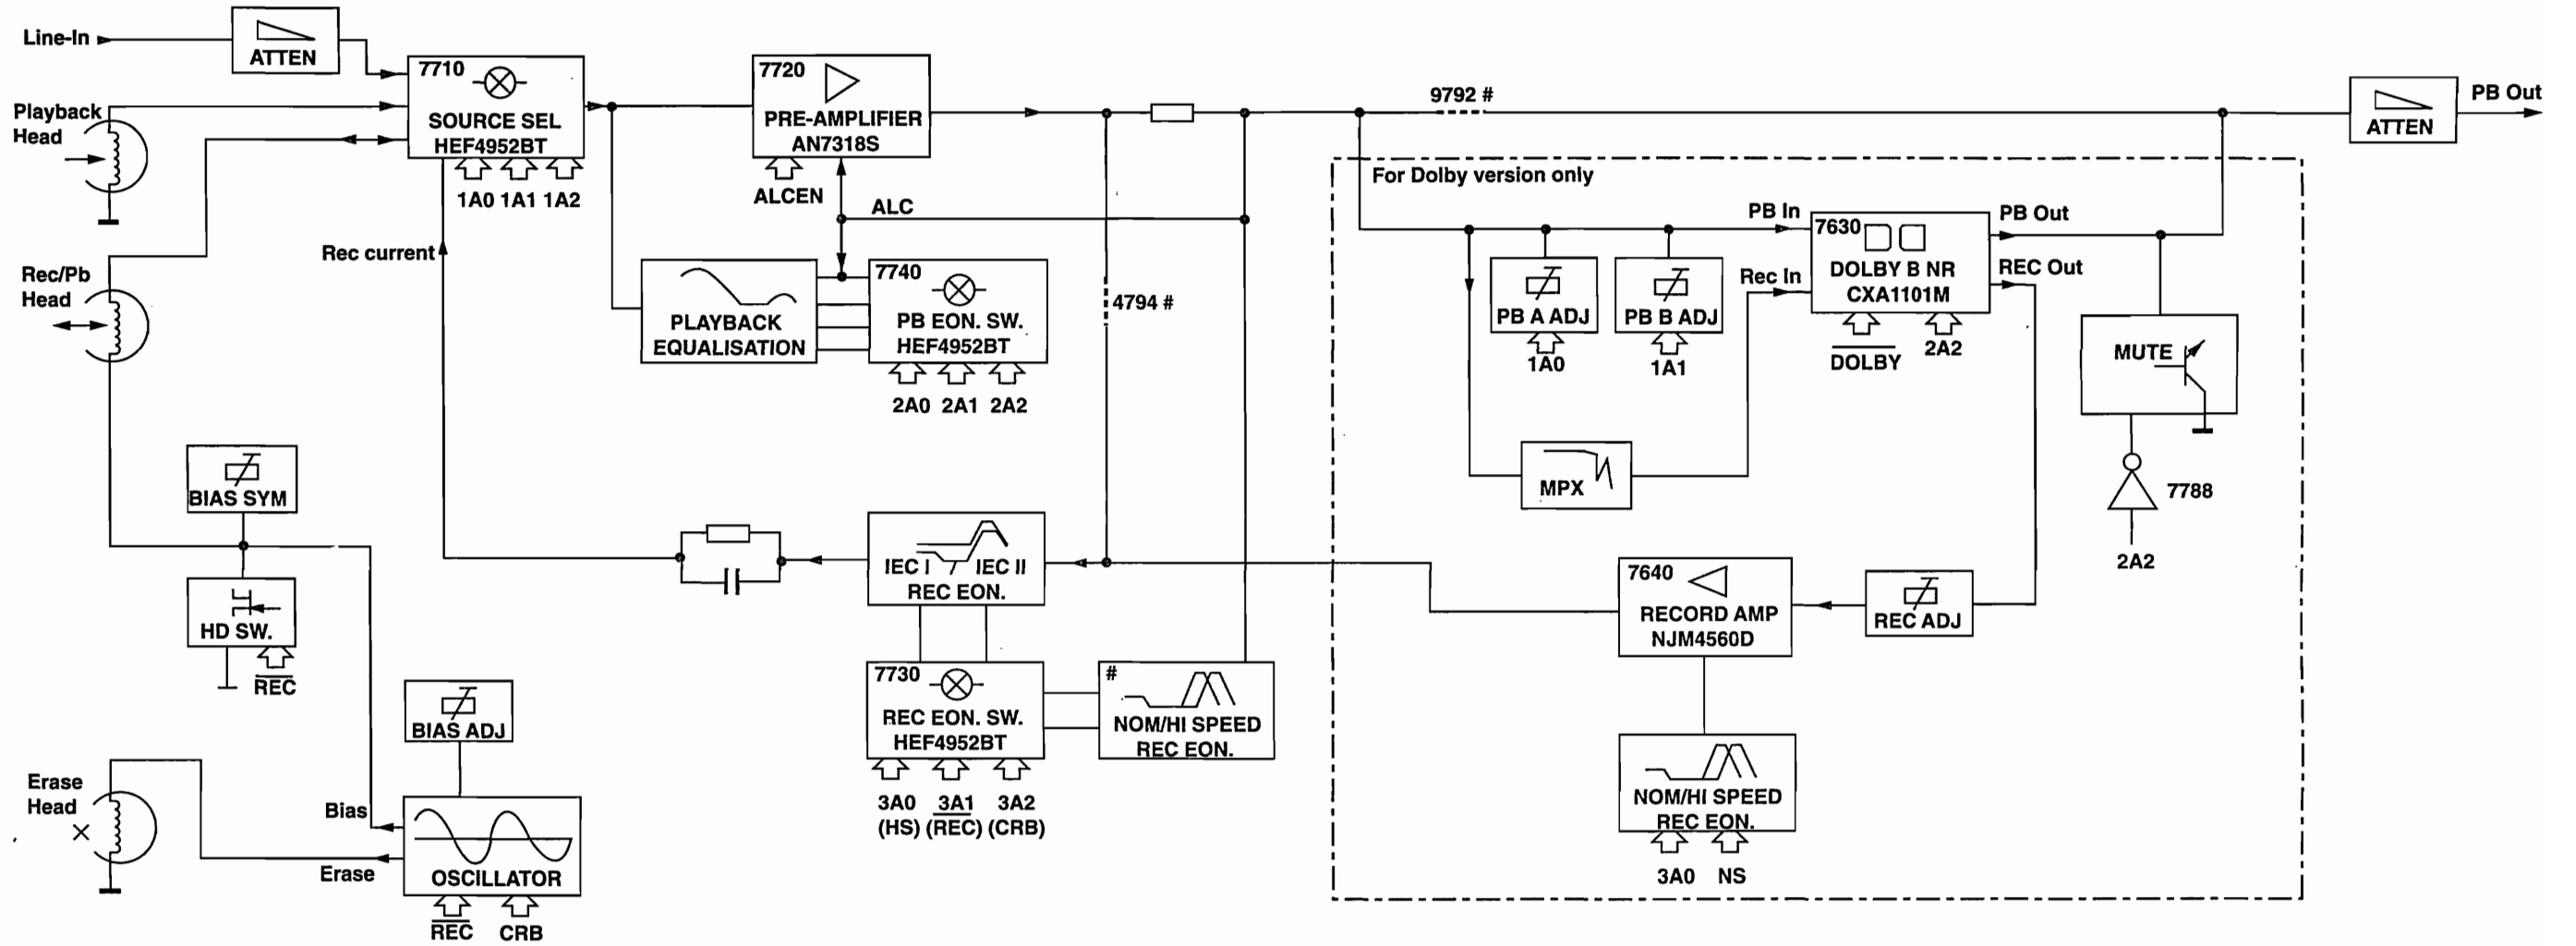 Line-In
ATTEN
7710
SOURCE SEL
HEF4952BT
1A0 1A1 1A2
Playback
Head
Rec/Pb
Head
Rec current
7720
PRE-AMPLIFIER
AN7318S
ALCEN
ALC
PLAYBACK
EQUALISATION
7740
PB EON. SW.
HEF4952BT
2A0 2A1 2A2
4794 #
9792 #
ATTEN
PB Out
For Dolby version only
PB In
Rec In
7630
DOLBY B NR
CXA1101M
PB Out
REC Out
DOLBY
2A2
PB A ADJ
1A0
PB B ADJ
1A1
MPX
MUTE
7788
2A2
BIAS SYM
HD SW.
REC
IEC I
IEC II
REC EON.
7730
REC EON. SW.
HEF4952BT
3A0 3A1 3A2
(HS) (REC) (CRB)
#
NOM/HI SPEED
REC EON.
7640
RECORD AMP
NJM4560D
REC ADJ
NOM/HI SPEED
REC EON.
3A0 NS
BIAS ADJ
Erase
Head
Bias
Erase
OSCILLATOR
REC CRB